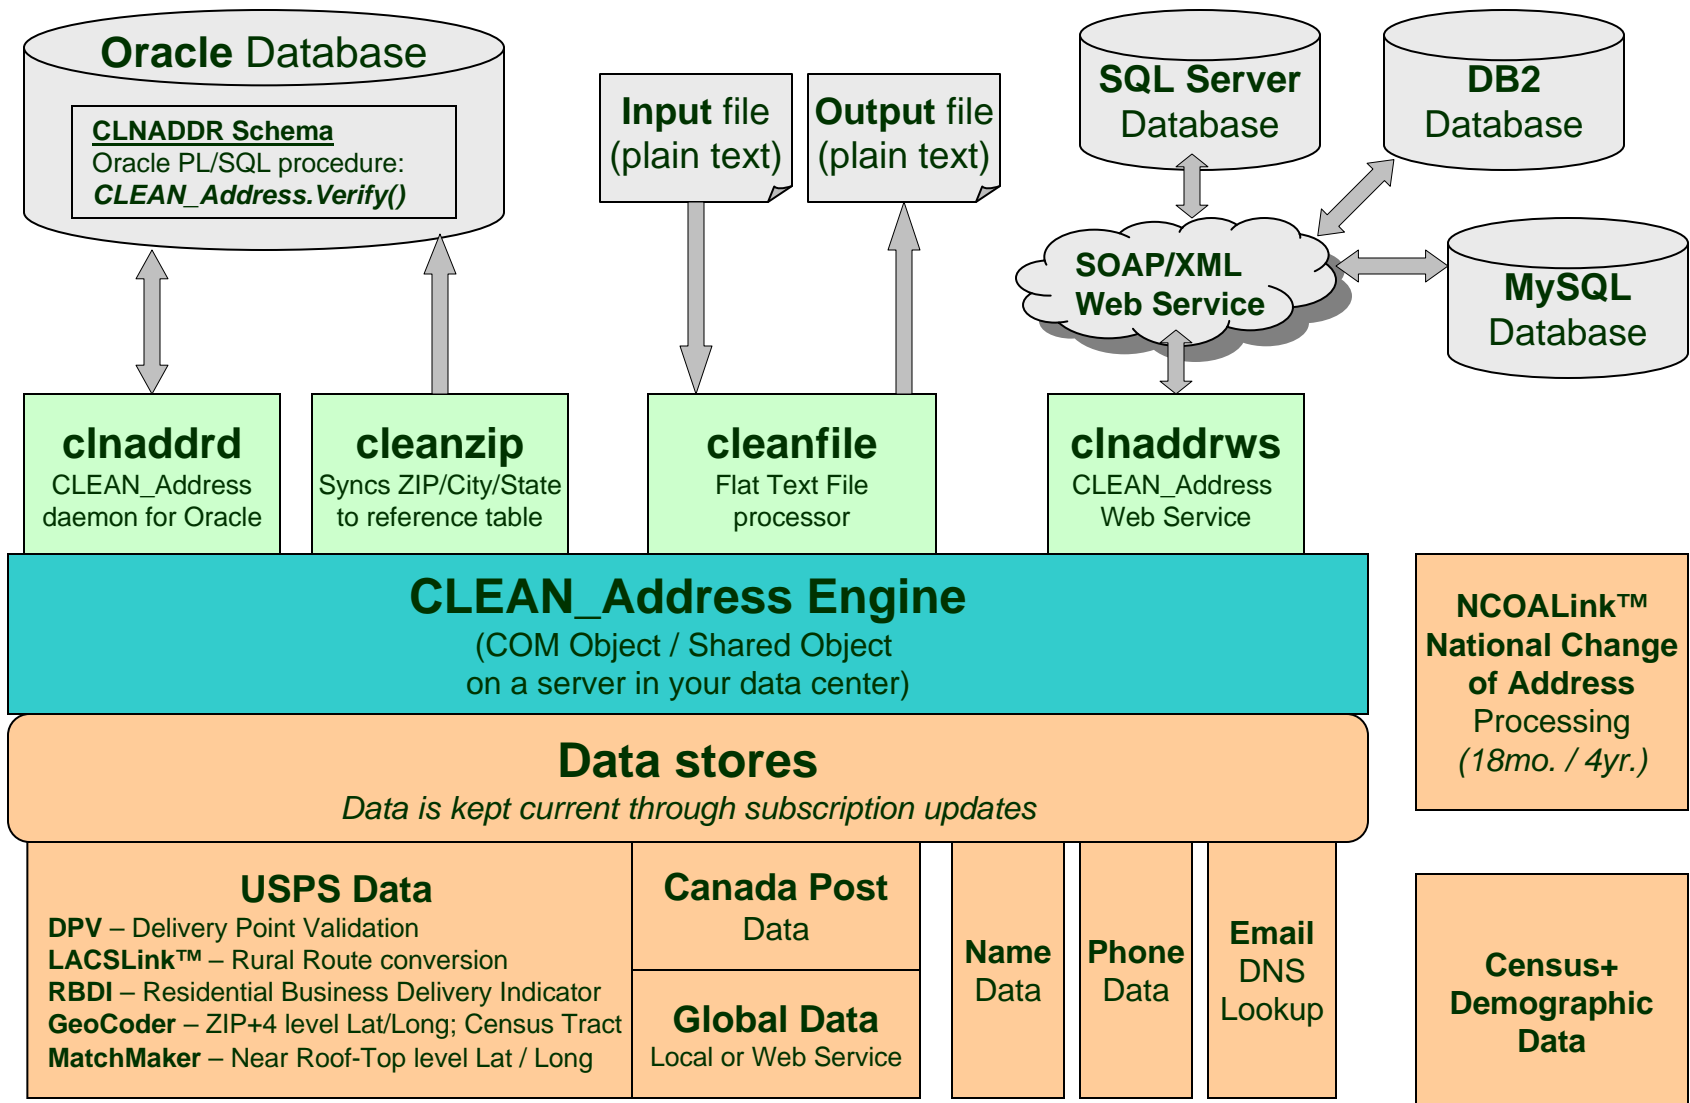 Oracle Database
CLNADDR Schema
Oracle PL/SQL procedure:
CLEAN_Address.Verify()
Input file
(plain text)
Output file
(plain text)
SQL Server
Database
DB2
Database
SOAP/XML
Web Service
MySQL
Database
clnaddrd
CLEAN_Address
daemon for Oracle
cleanzip
Syncs ZIP/City/State
to reference table
cleanfile
Flat Text File
processor
clnaddrws
CLEAN_Address
Web Service
CLEAN_Address Engine
(COM Object / Shared Object
on a server in your data center)
NCOALink™
National Change
of Address
Processing
(18mo. / 4yr.)
Data stores
Data is kept current through subscription updates
USPS Data
DPV – Delivery Point Validation
LACSLink™ – Rural Route conversion
RBDI – Residential Business Delivery Indicator
GeoCoder – ZIP+4 level Lat/Long; Census Tract
MatchMaker – Near Roof-Top level Lat / Long
Canada Post
Data
Global Data
Local or Web Service
Name
Data
Phone
Data
Email
DNS
Lookup
Census+
Demographic
Data